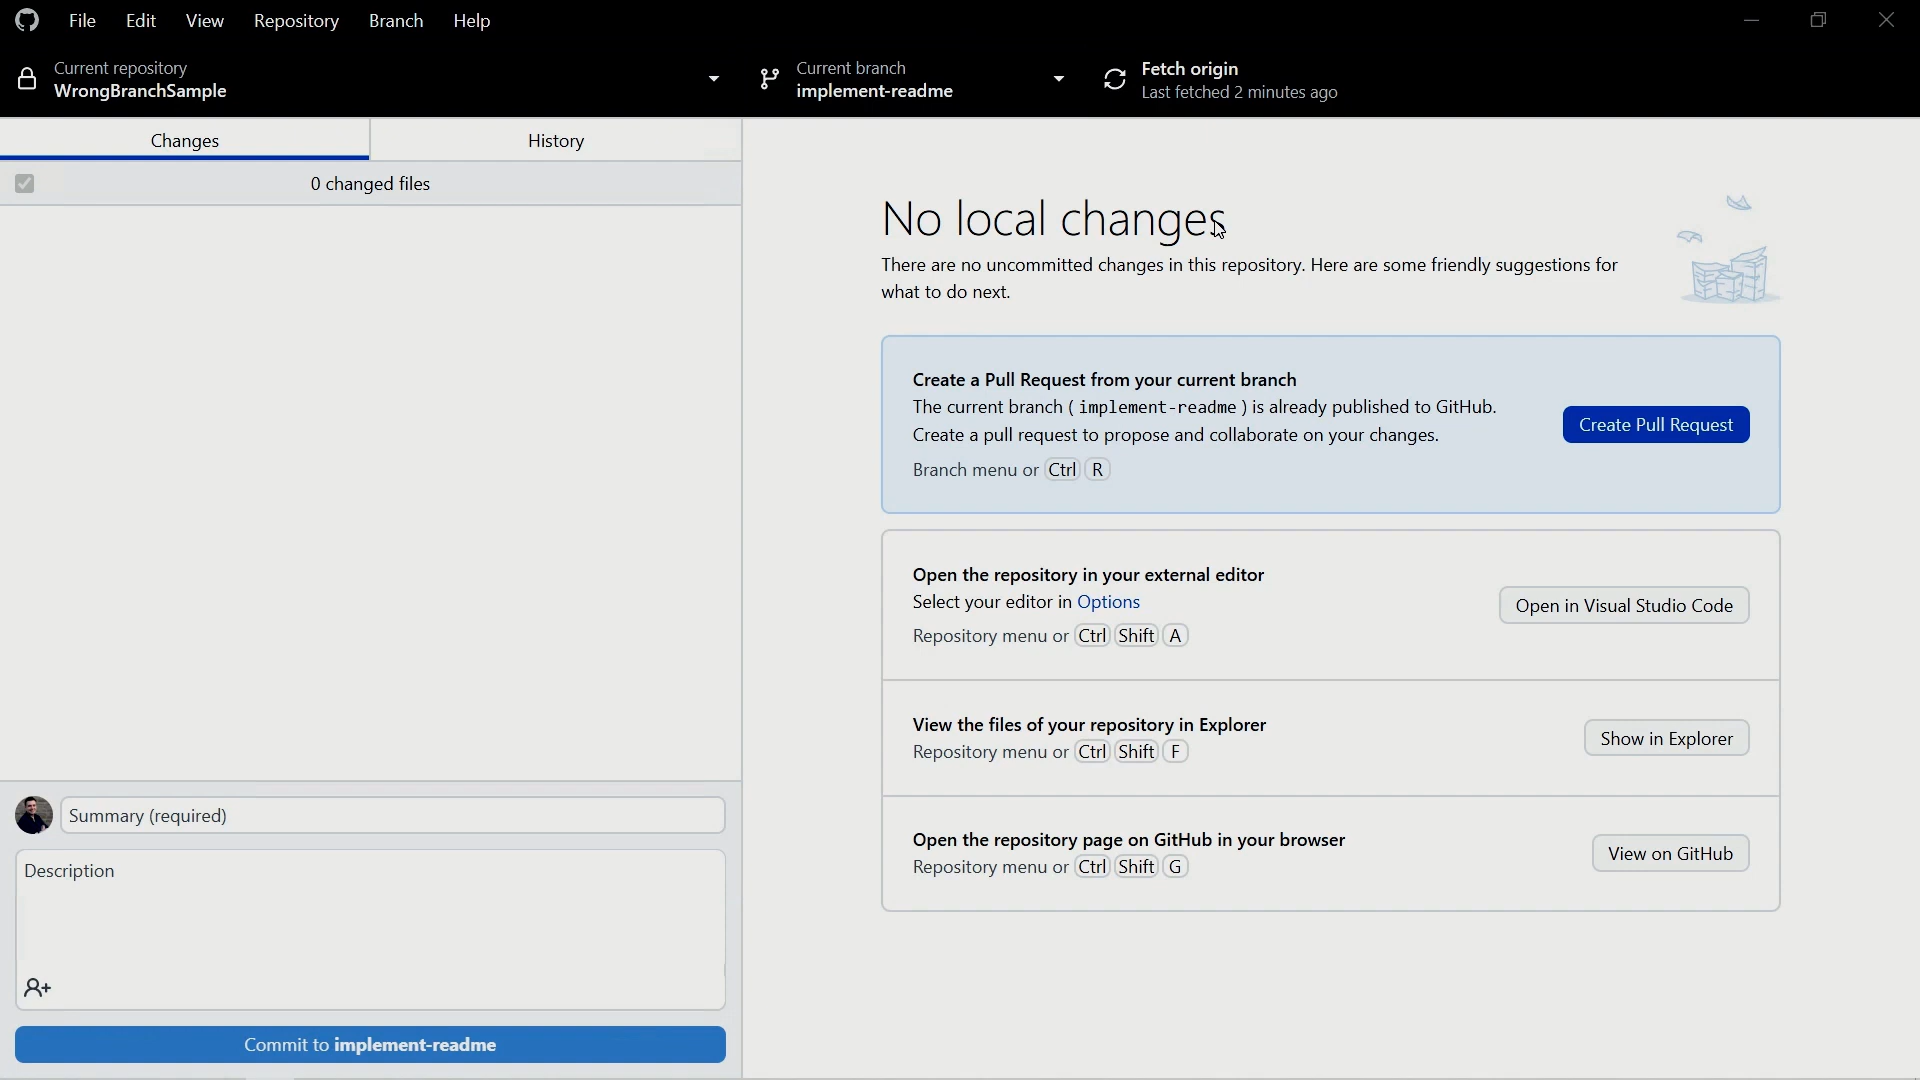 File Edit View Repository Branch Help
Current repository
WrongBranchSample
Current branch
implement-readme
Fetch origin
Last fetched 2 minutes ago
Changes
History
0 changed files
No local changes
There are no uncommitted changes in this repository. Here are some friendly suggestions for
what to do next.
Create a Pull Request from your current branch
The current branch ( implement-readme ) is already published to GitHub.
Create a pull request to propose and collaborate on your changes.
Branch menu or Ctrl R
Create Pull Request
Open the repository in your external editor
Select your editor in Options
Repository menu or Ctrl Shift A
Open in Visual Studio Code
View the files of your repository in Explorer
Repository menu or Ctrl Shift F
Show in Explorer
Open the repository page on GitHub in your browser
Repository menu or Ctrl Shift G
View on GitHub
Summary (required)
Description
Commit to implement-readme